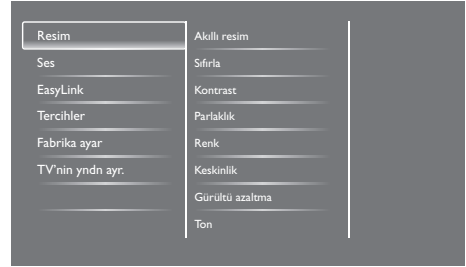 Resim
Ses
EasyLink
Tercihler
Fabrika ayar
TV'nin yndn ayr.
Akıllı resim
Sıfırla
Kontrast
Parlaklık
Renk
Keskinlik
Gürültü azaltma
Ton